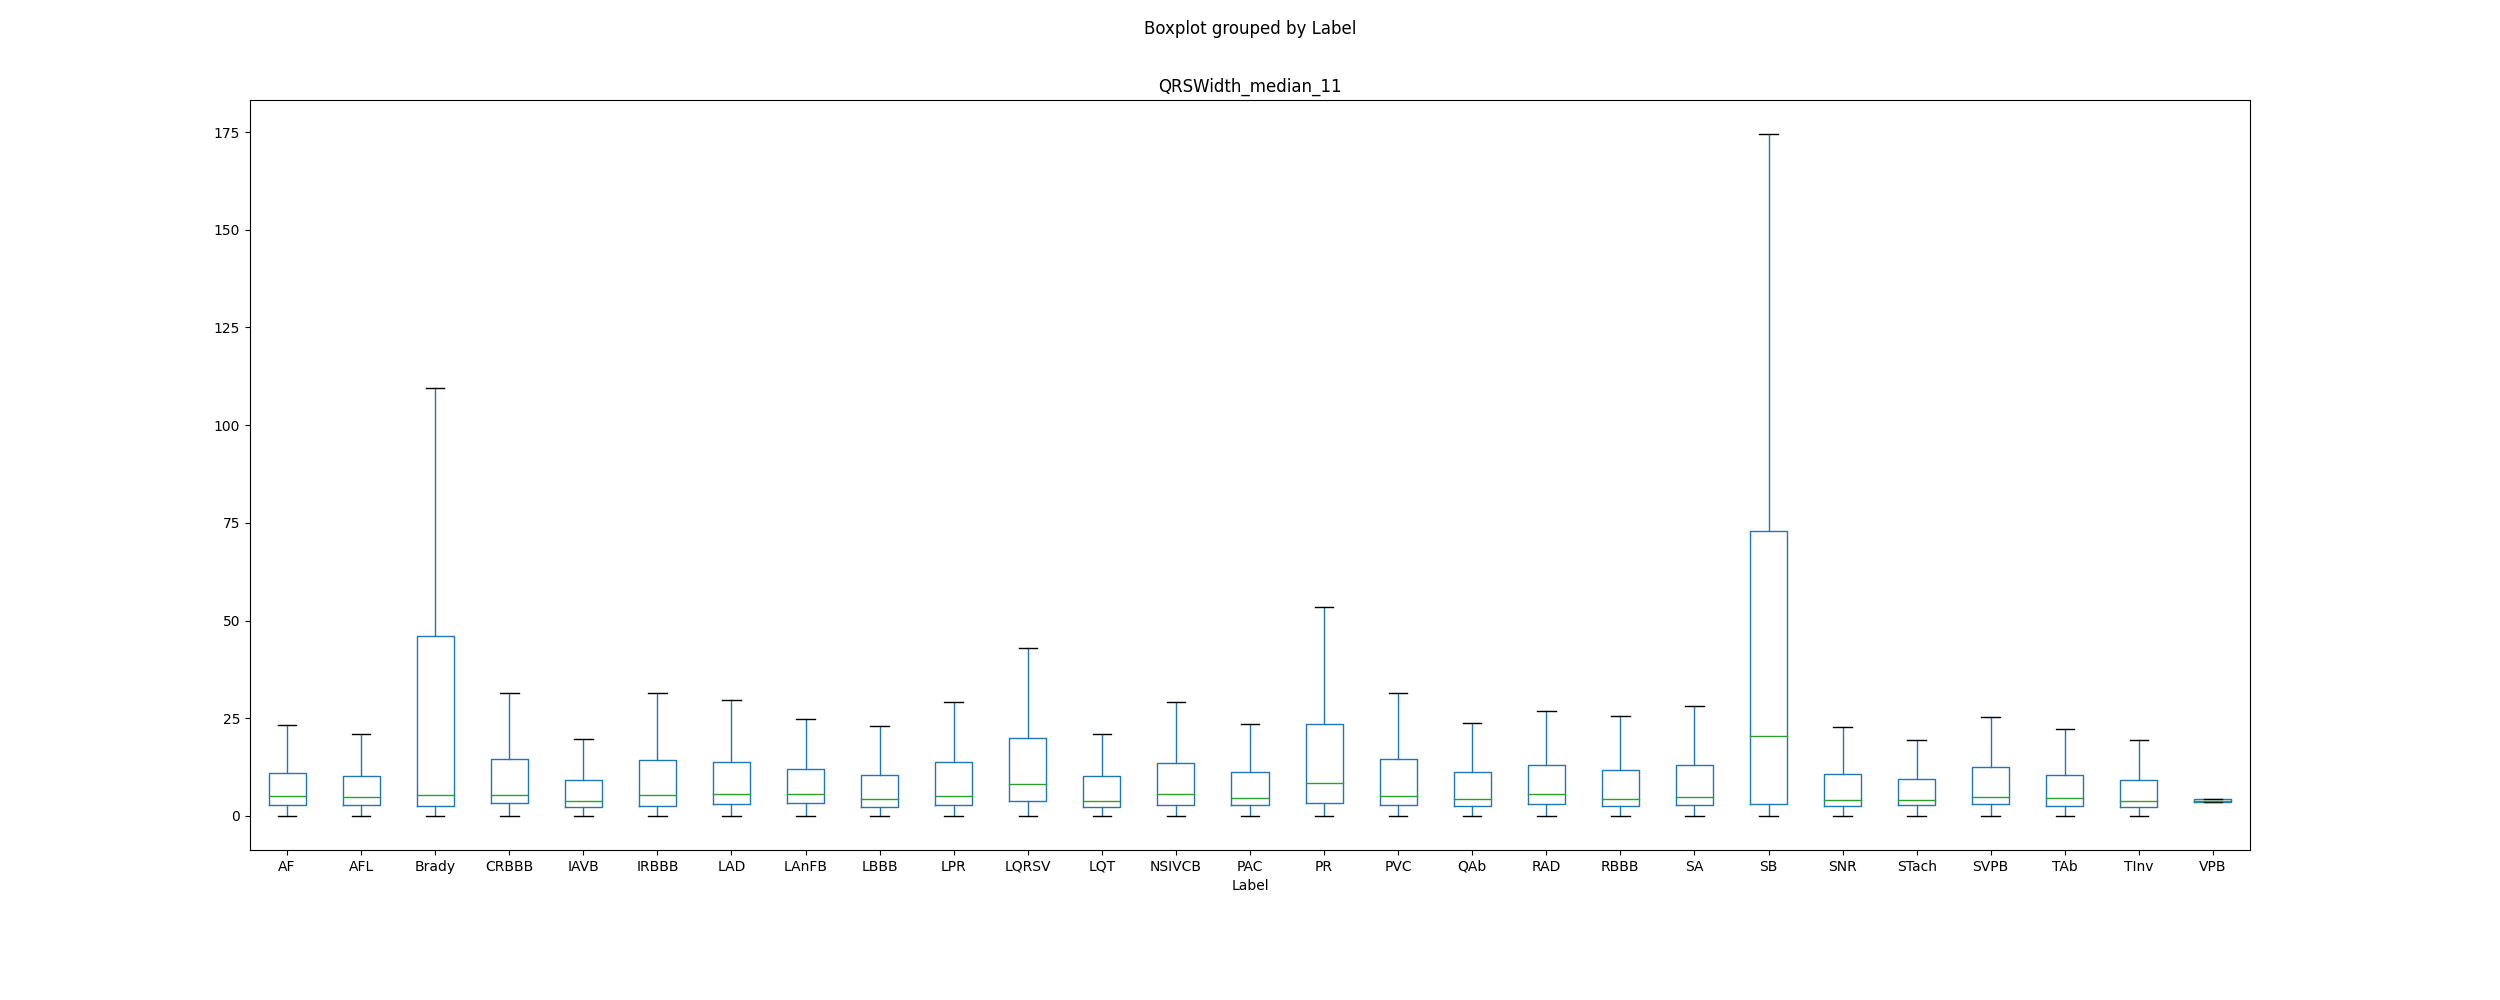 Boxplot grouped by Label
QRSWidth_median_11
175
150
125
100
75
50
25
0
AF AFL Brady CRBBB IAVB IRBBB LAD LAnFB LBBB LPR LQRSV LQT NSIVCB PAC PR PVC QAb RAD RBBB SA SB SNR STach SVPB TAb TInv VPB
Label